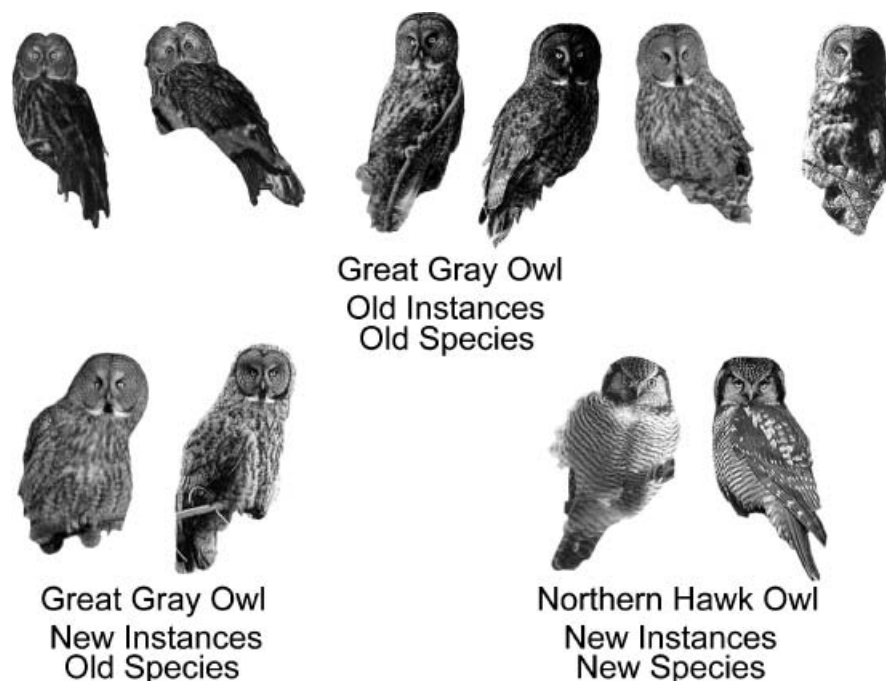 Great Gray Owl
Old Instances
Old Species
Great Gray Owl
New Instances
Old Species
Northern Hawk Owl
New Instances
New Species